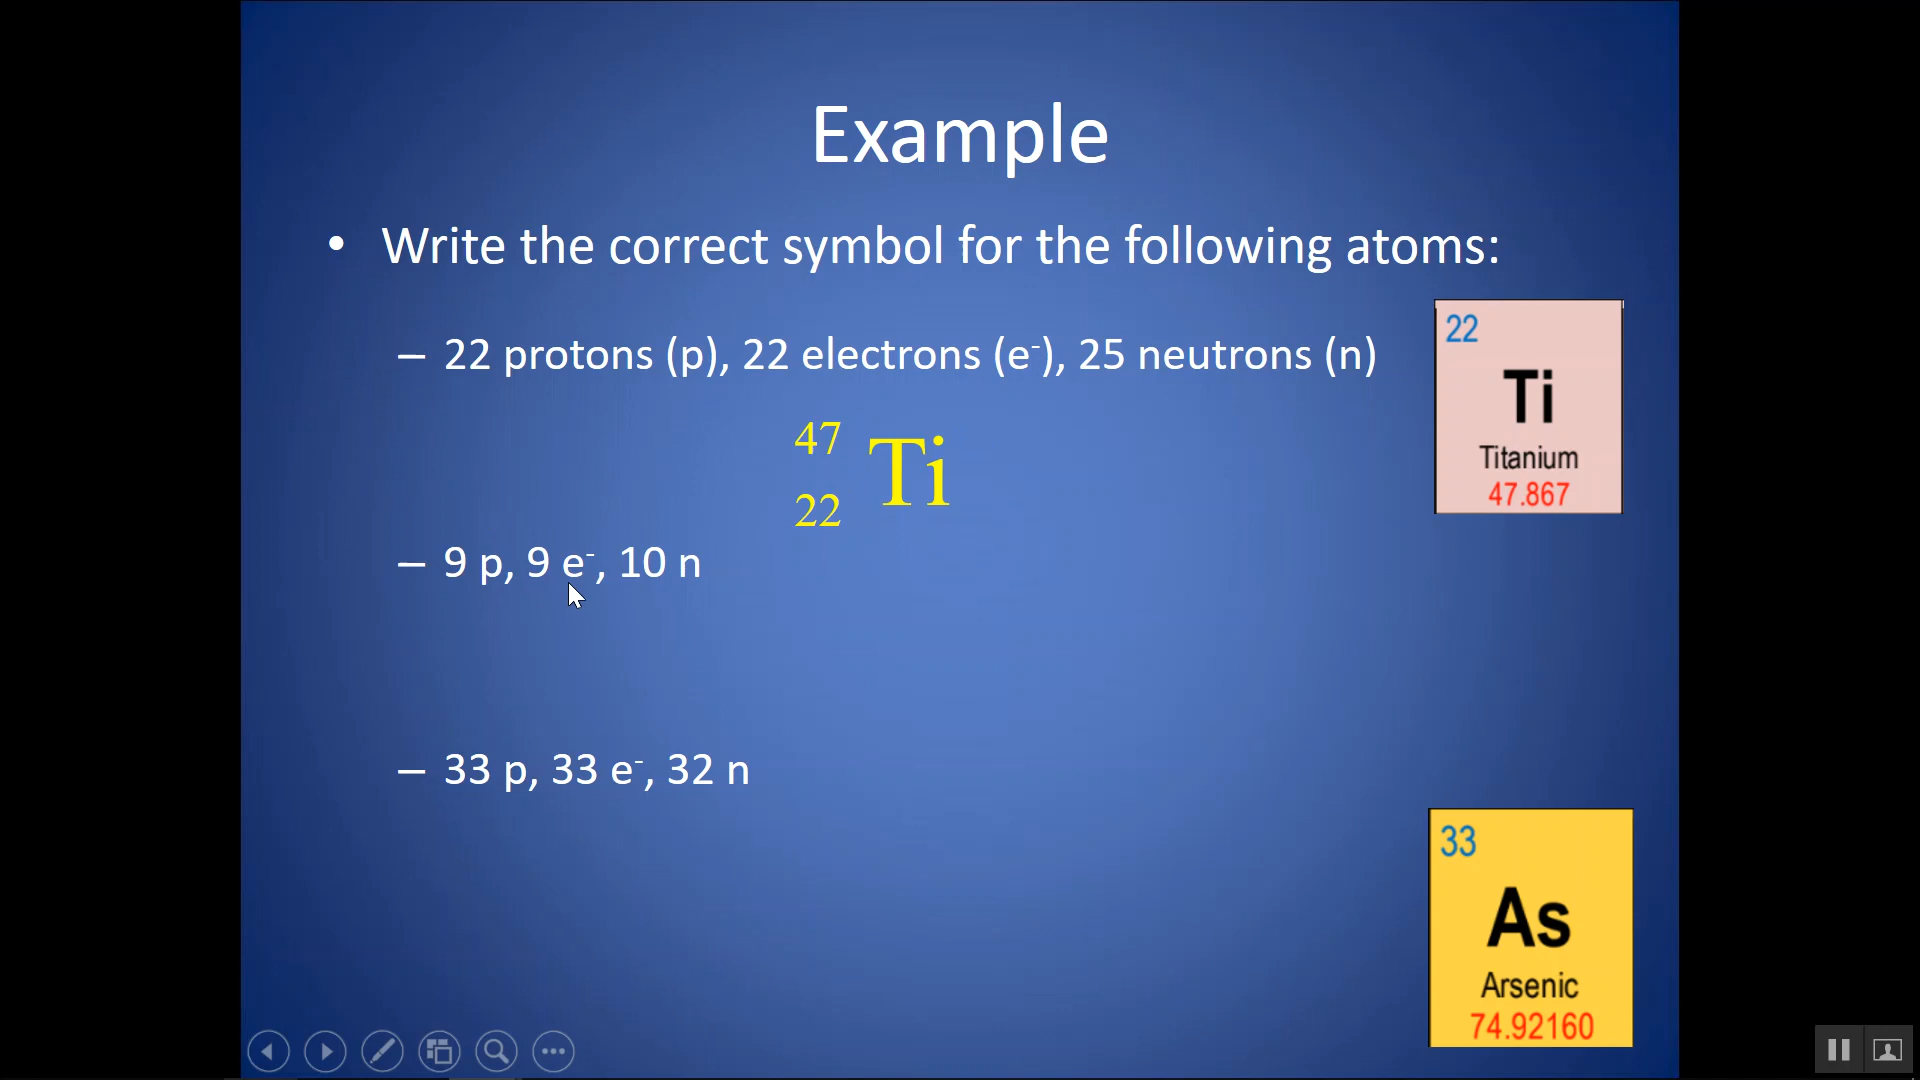 Example
• Write the correct symbol for the following atoms:
– 22 protons (p), 22 electrons (e⁻), 25 neutrons (n)
47
22 Ti
– 9 p, 9 e⁻, 10 n
– 33 p, 33 e⁻, 32 n
22
Ti
Titanium
47.867
33
As
Arsenic
74.92160